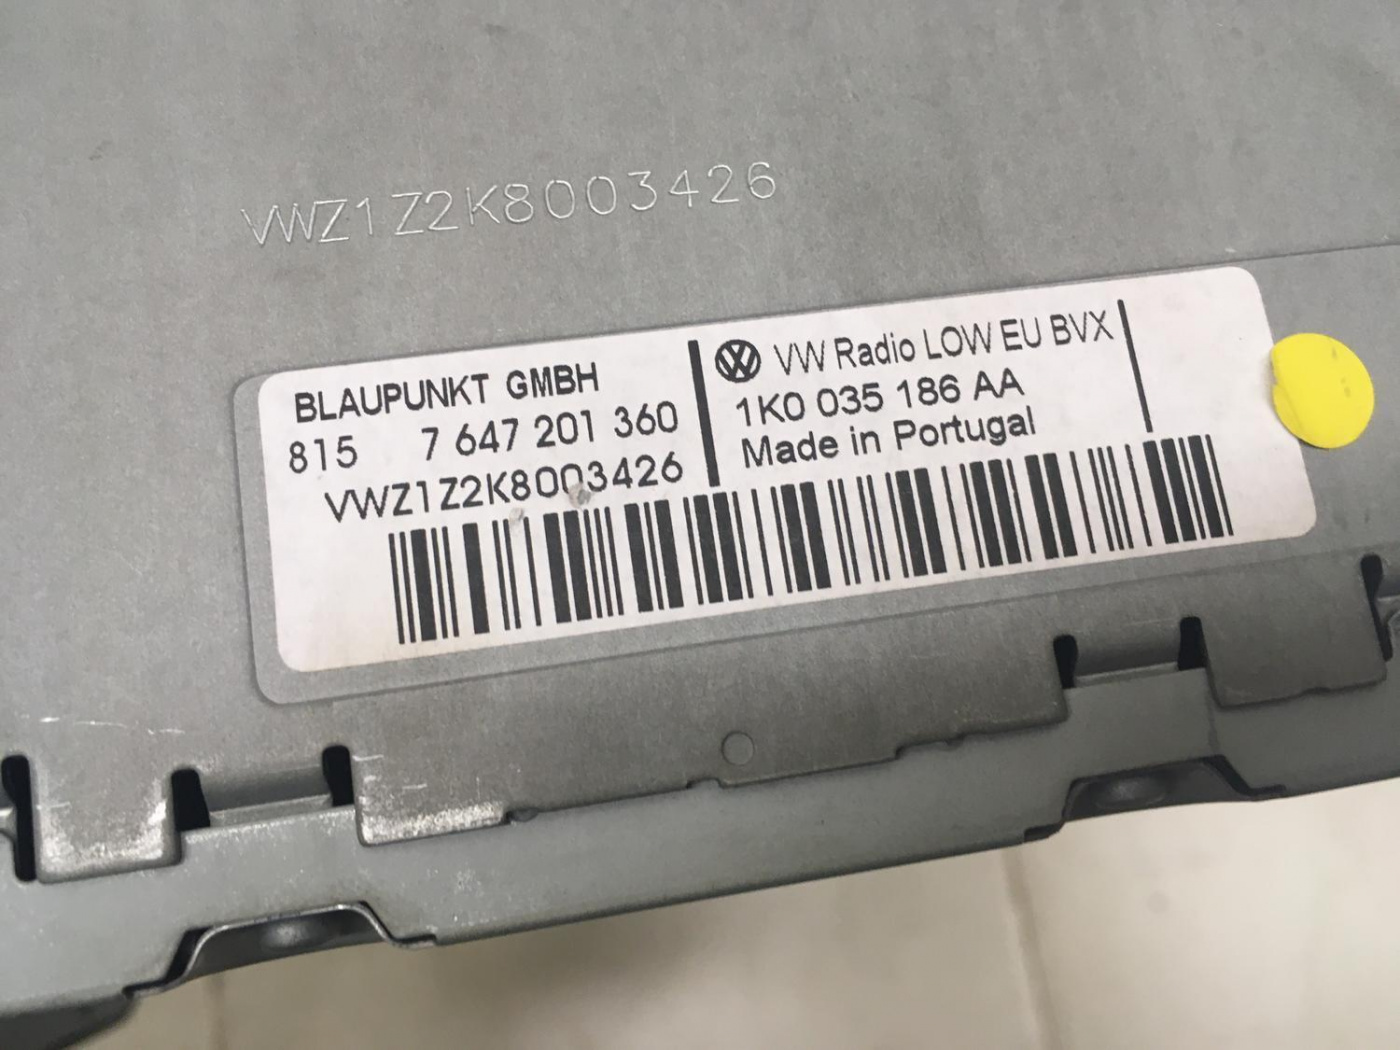 VWZ1Z2K8003426
BLAUPUNKT GMBH
815 7 647 201 360
VWZ1Z2K8003426
VW Radio LOW EU BVX
1K0 035 186 AA
Made in Portugal